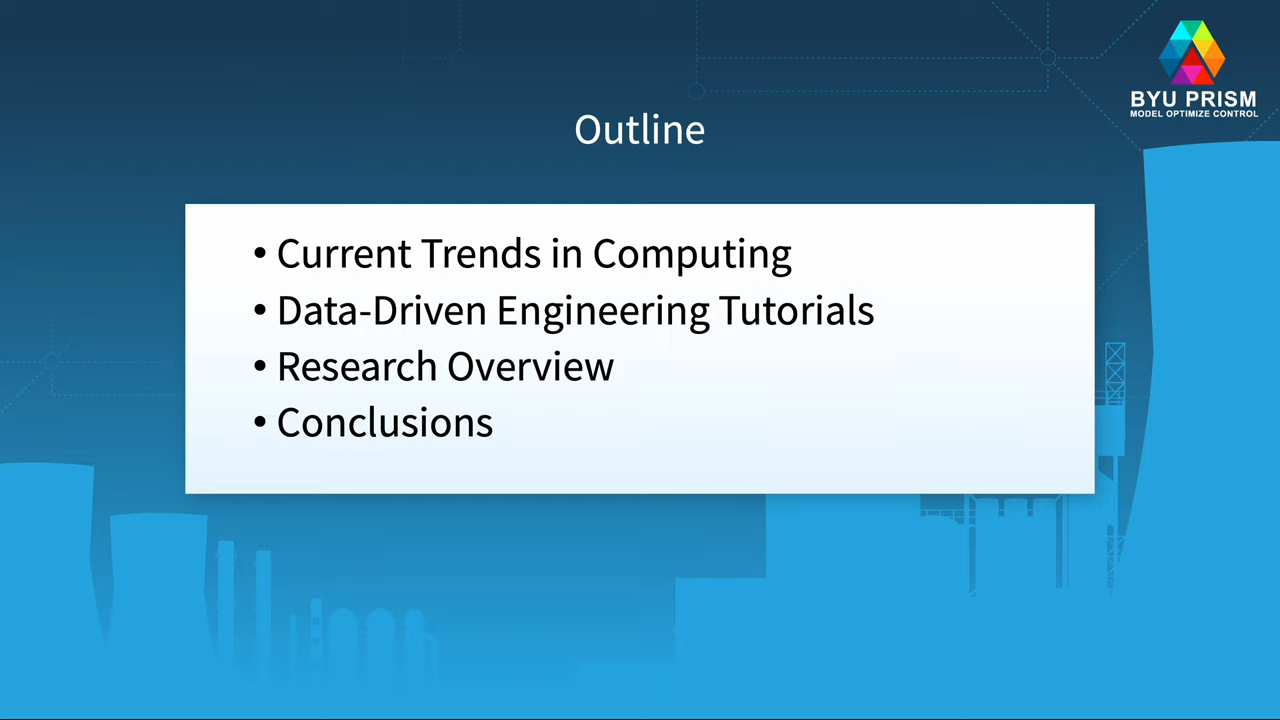 BYU PRISM
MODEL OPTIMIZE CONTROL
Outline
• Current Trends in Computing
• Data-Driven Engineering Tutorials
• Research Overview
• Conclusions